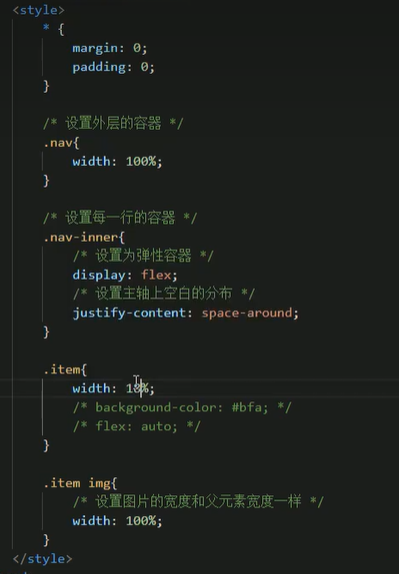 <style>
* {
margin: 0;
padding: 0;
}
/* 设置外层的容器 */
.nav{
width: 100%;
}
/* 设置每一行的容器 */
.nav-inner{
/* 设置为弹性容器 */
display: flex;
/* 设置主轴上空白的分布 */
justify-content: space-around;
}
.item{
width: 18%;
/* background-color: #bfa; */
/* flex: auto; */
}
.item img{
/* 设置图片的宽度和父元素宽度一样 */
width: 100%;
}
</style>